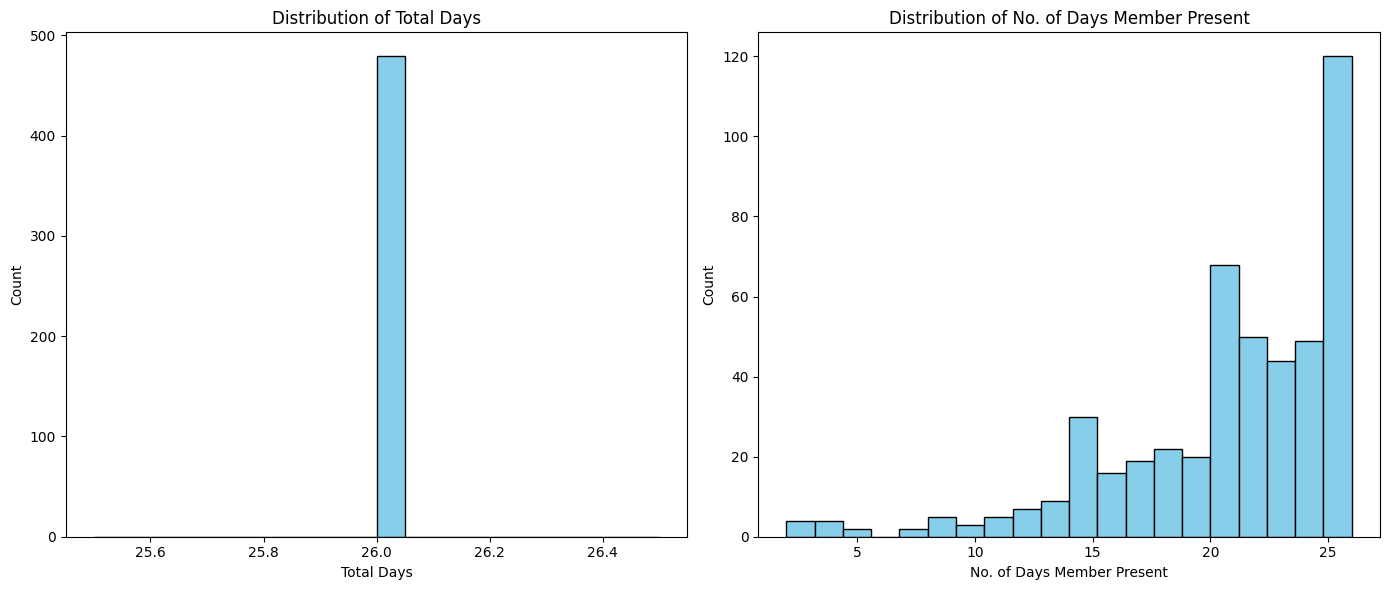 Distribution of Total Days
500
400
300
200
100
0
Count
25.6 25.8 26.0 26.2 26.4
Total Days
Distribution of No. of Days Member Present
120
100
80
60
40
20
0
Count
5 10 15 20 25
No. of Days Member Present